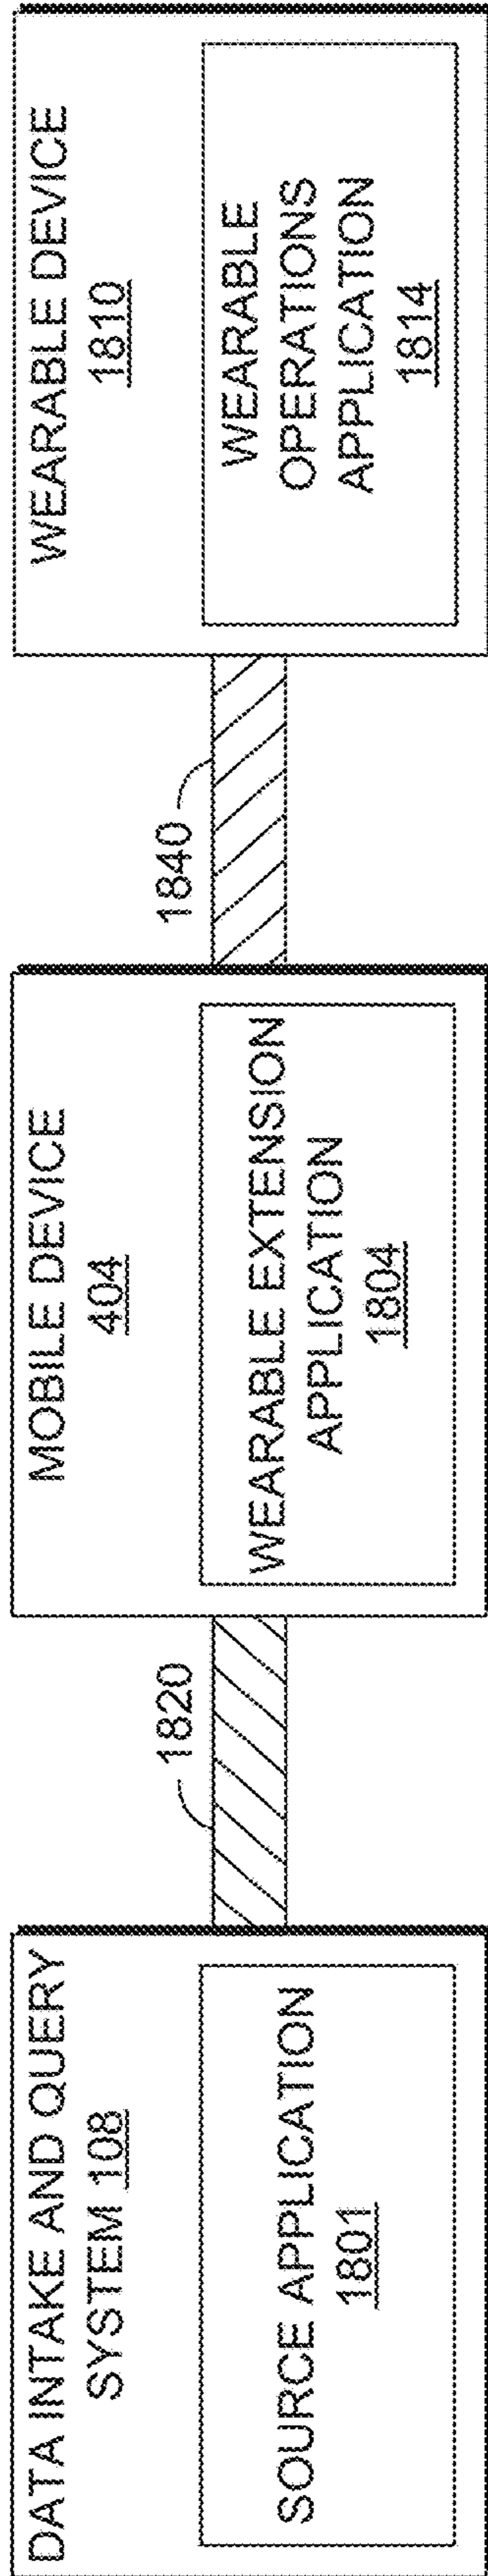 DATA INTAKE AND QUERY
SYSTEM 108
SOURCE APPLICATION
1801
1820
MOBILE DEVICE
404
WEARABLE EXTENSION
APPLICATION
1804
1840
WEARABLE DEVICE
1810
WEARABLE
OPERATIONS
APPLICATION
1814